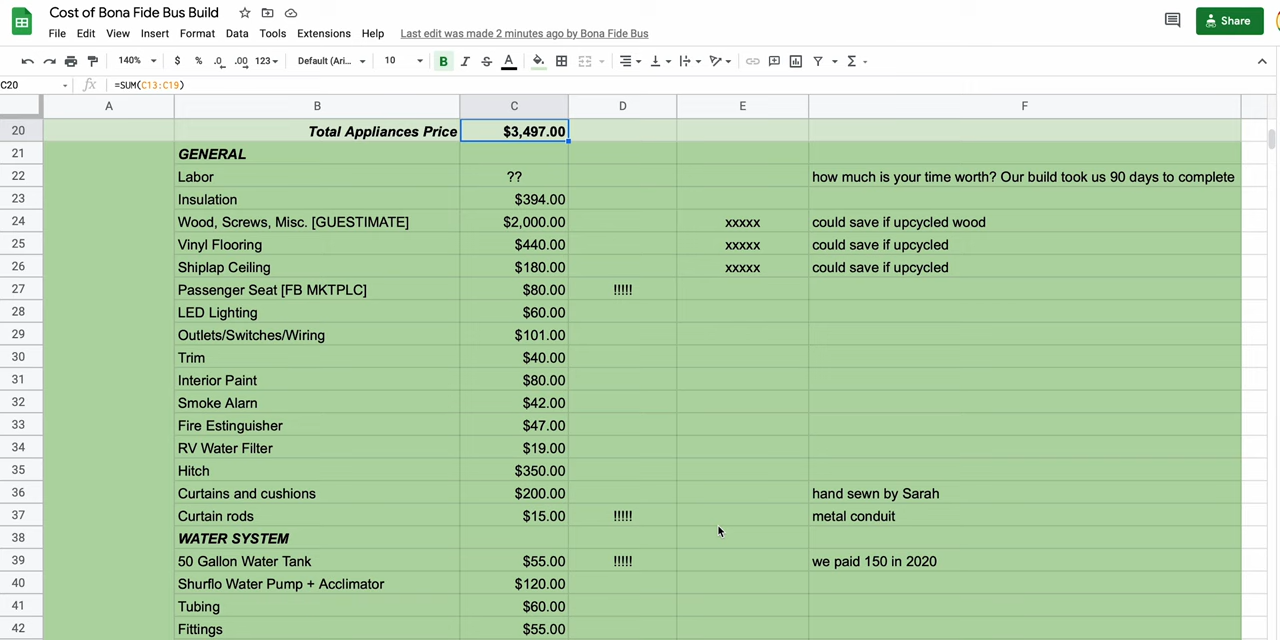 Cost of Bona Fide Bus Build
File Edit View Insert Format Data Tools Extensions Help Last edit was made 2 minutes ago by Bona Fide Bus
Share
140% $ % .0 .00 123 Default (Ari... 10 B I S A
C20 fx =SUM(C13:C19)
A B C D E F
20 Total Appliances Price $3,497.00
21 GENERAL
22 Labor ?? how much is your time worth? Our build took us 90 days to complete
23 Insulation $394.00
24 Wood, Screws, Misc. [GUESTIMATE] $2,000.00 xxxxx could save if upcycled wood
25 Vinyl Flooring $440.00 xxxxx could save if upcycled
26 Shiplap Ceiling $180.00 xxxxx could save if upcycled
27 Passenger Seat [FB MKTPLC] $80.00 !!!!!
28 LED Lighting $60.00
29 Outlets/Switches/Wiring $101.00
30 Trim $40.00
31 Interior Paint $80.00
32 Smoke Alarn $42.00
33 Fire Estinguisher $47.00
34 RV Water Filter $19.00
35 Hitch $350.00
36 Curtains and cushions $200.00 hand sewn by Sarah
37 Curtain rods $15.00 !!!!! metal conduit
38 WATER SYSTEM
39 50 Gallon Water Tank $55.00 !!!!! we paid 150 in 2020
40 Shurflo Water Pump + Acclimator $120.00
41 Tubing $60.00
42 Fittings $55.00